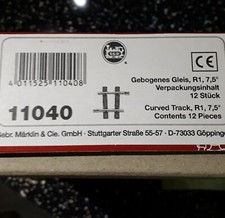 LGB
Gebogenes Gleis, R1, 7,5°
Verpackungsinhalt
12 Stück
4 011525 110408
11040
Curved Track, R1, 7,5°
Contents 12 Pieces
Gebr. Märklin & Cie. GmbH · Stuttgarter Straße 55-57 · D-73033 Göppingen